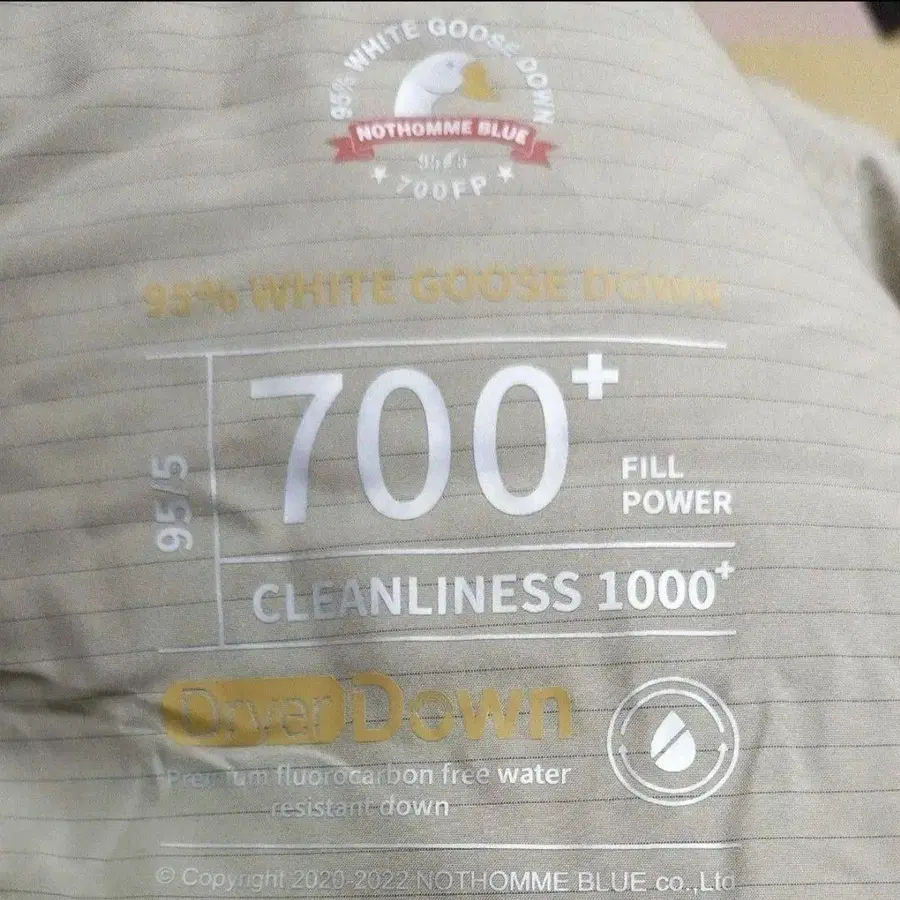 95% WHITE GOOSE DOWN
NOTHOMME BLUE
95/5
700FP
95% WHITE GOOSE DOWN
95/5
700+
FILL
POWER
CLEANLINESS 1000+
DryerDown
Premium fluorocarbon free water
resistant down
© Copyright 2020-2022 NOTHOMME BLUE co.,Ltd